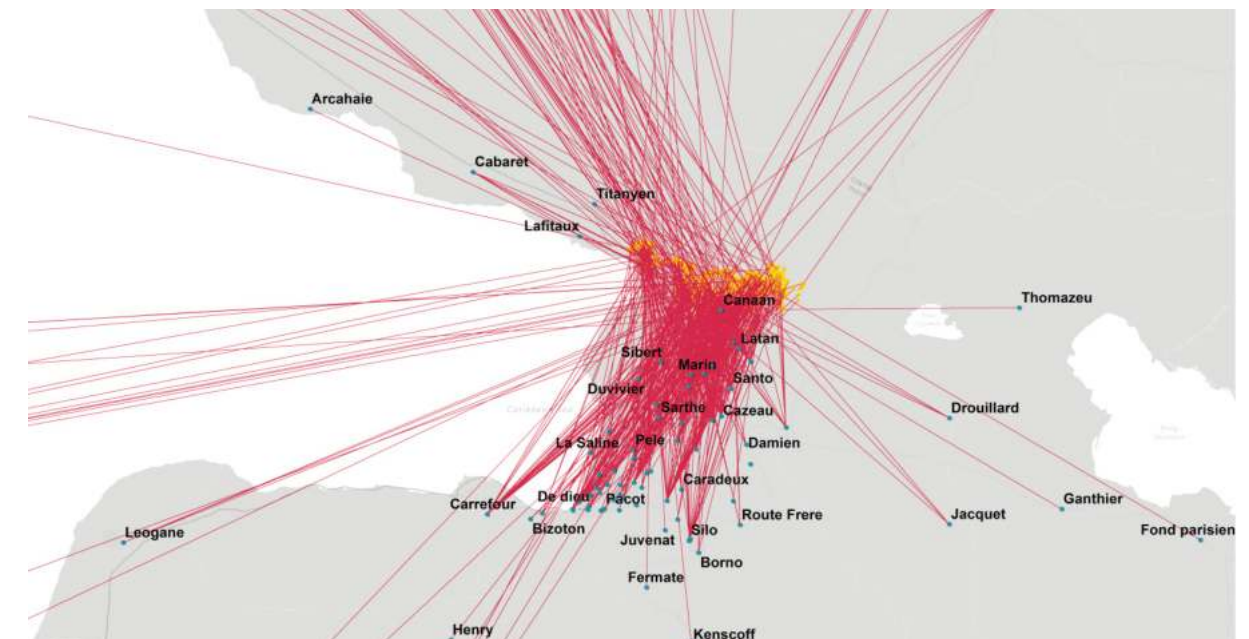 Arcahaie
Cabaret
Titanyen
Lafitaux
Canaan
Thomazeu
Latan
Sibert
Marin
Santo
Duvivier
Sarthe
Cazeau
Drouillard
La Saline
Pele
Damien
Caradeux
Carrefour
De dieu
Pacot
Ganthier
Route Frere
Jacquet
Leogane
Bizoton
Juvenat
Silo
Fond parisien
Borno
Fermate
Henry
Kenscoff